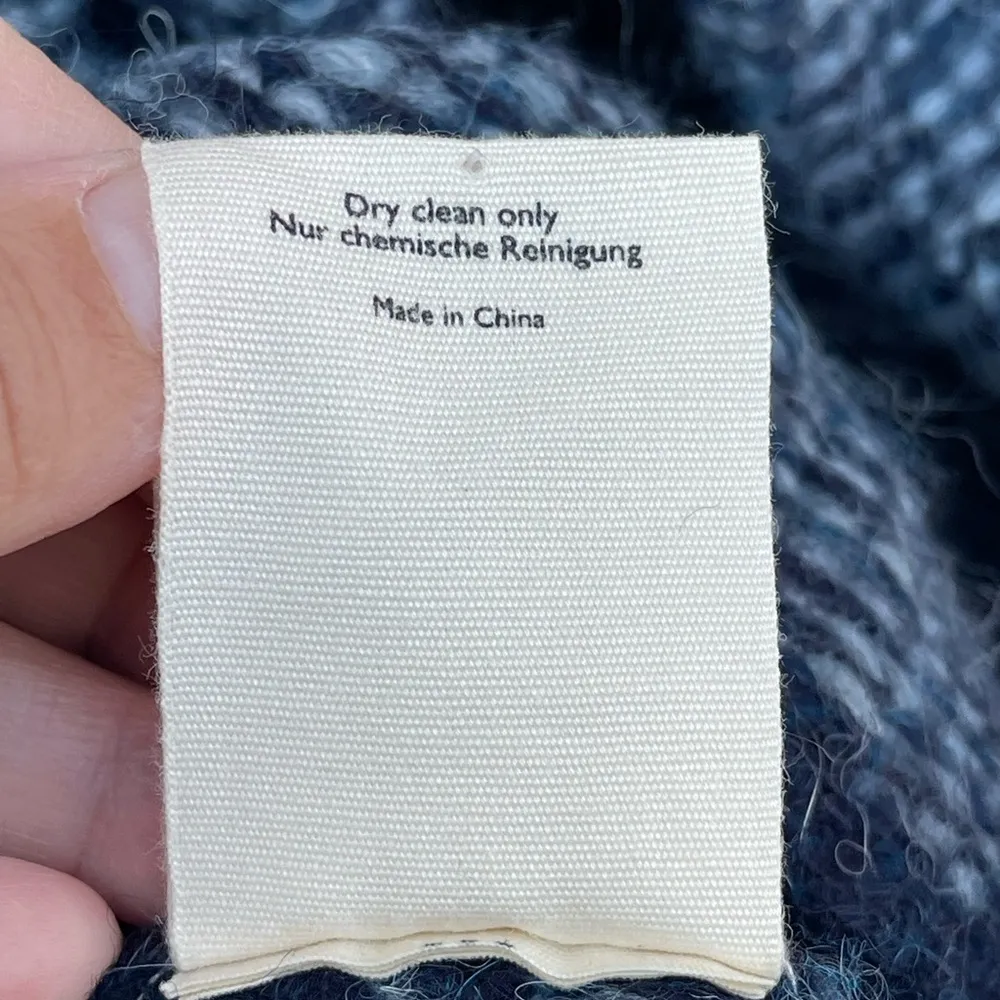 Dry clean only
Nur chemische Reinigung
Made in China